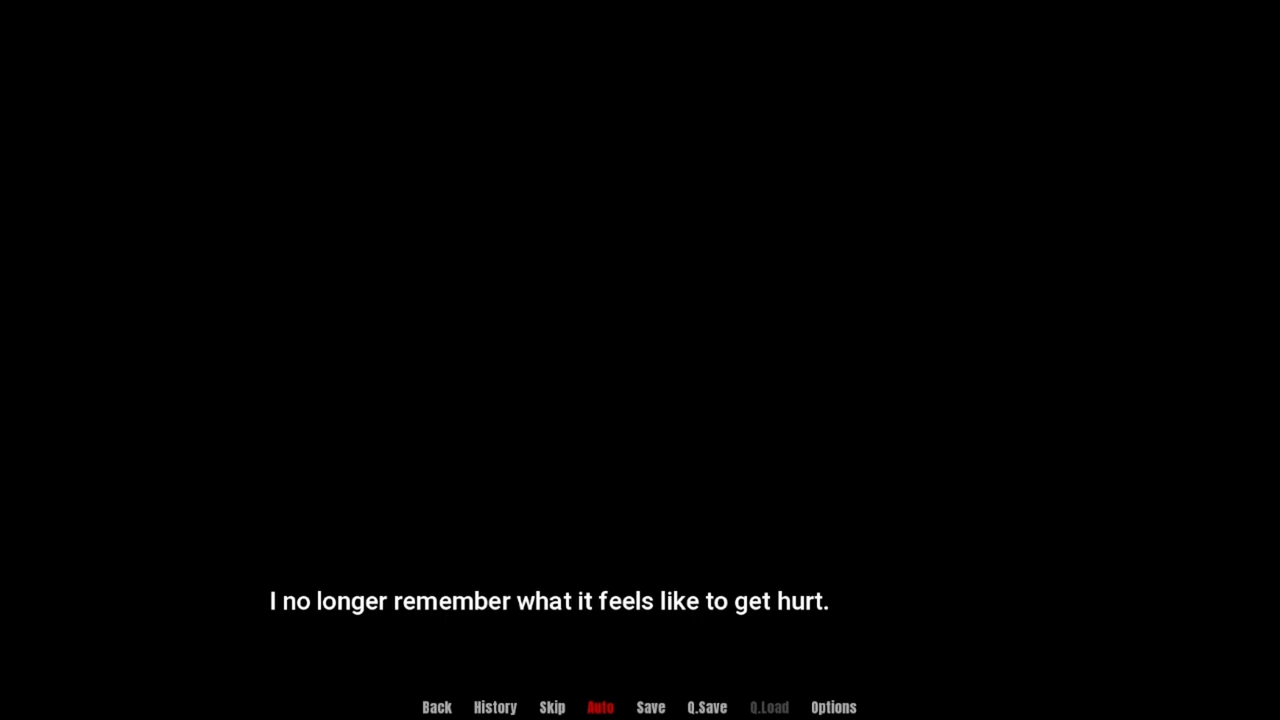 I no longer remember what it feels like to get hurt.
Back History Skip Auto Save Q.Save Q.Load Options